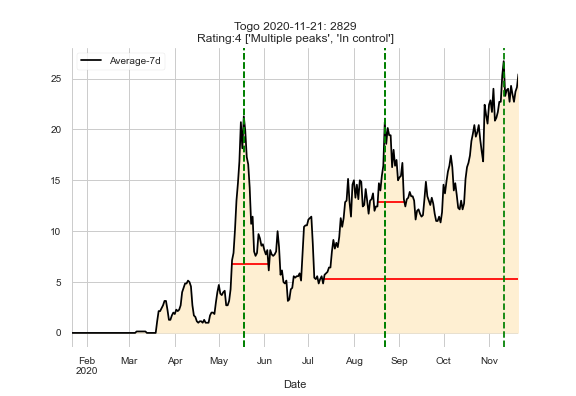 Togo 2020-11-21: 2829
Rating:4 ['Multiple peaks', 'In control']
Average-7d
25
20
15
10
5
0
Feb Mar Apr May Jun Jul Aug Sep Oct Nov
2020
Date